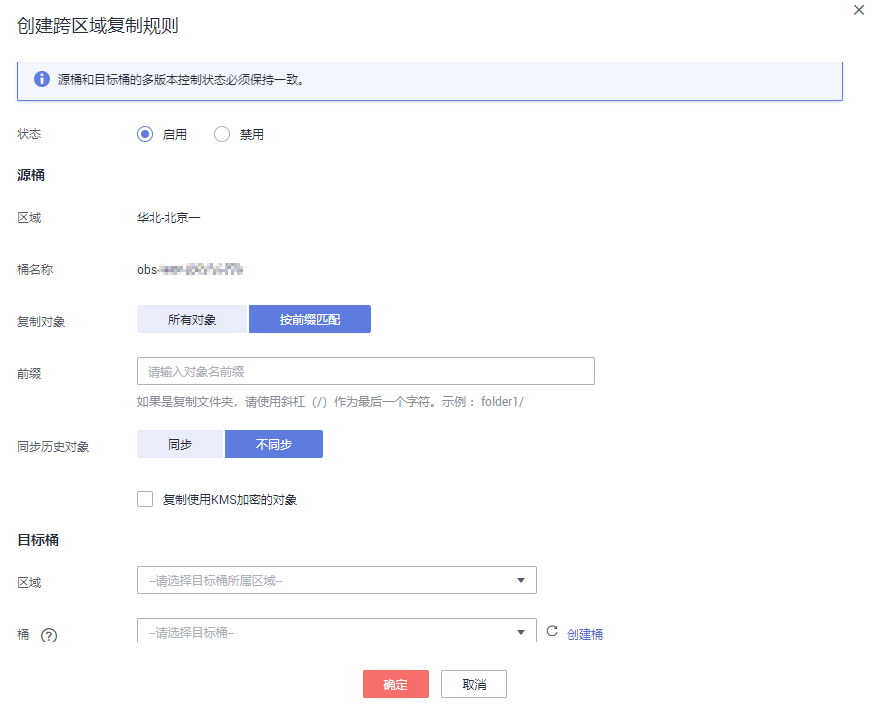 创建跨区域复制规则
源桶和目标桶的多版本控制状态必须保持一致。
状态 启用 禁用
源桶
区域 华北-北京一
桶名称 obs-
复制对象 所有对象 按前缀匹配
前缀 请输入对象名前缀
如果是复制文件夹，请使用斜杠（/）作为最后一个字符。示例：folder1/
同步历史对象 同步 不同步
复制使用KMS加密的对象
目标桶
区域 --请选择目标桶所属区域--
桶 ? --请选择目标桶-- 创建桶
确定 取消